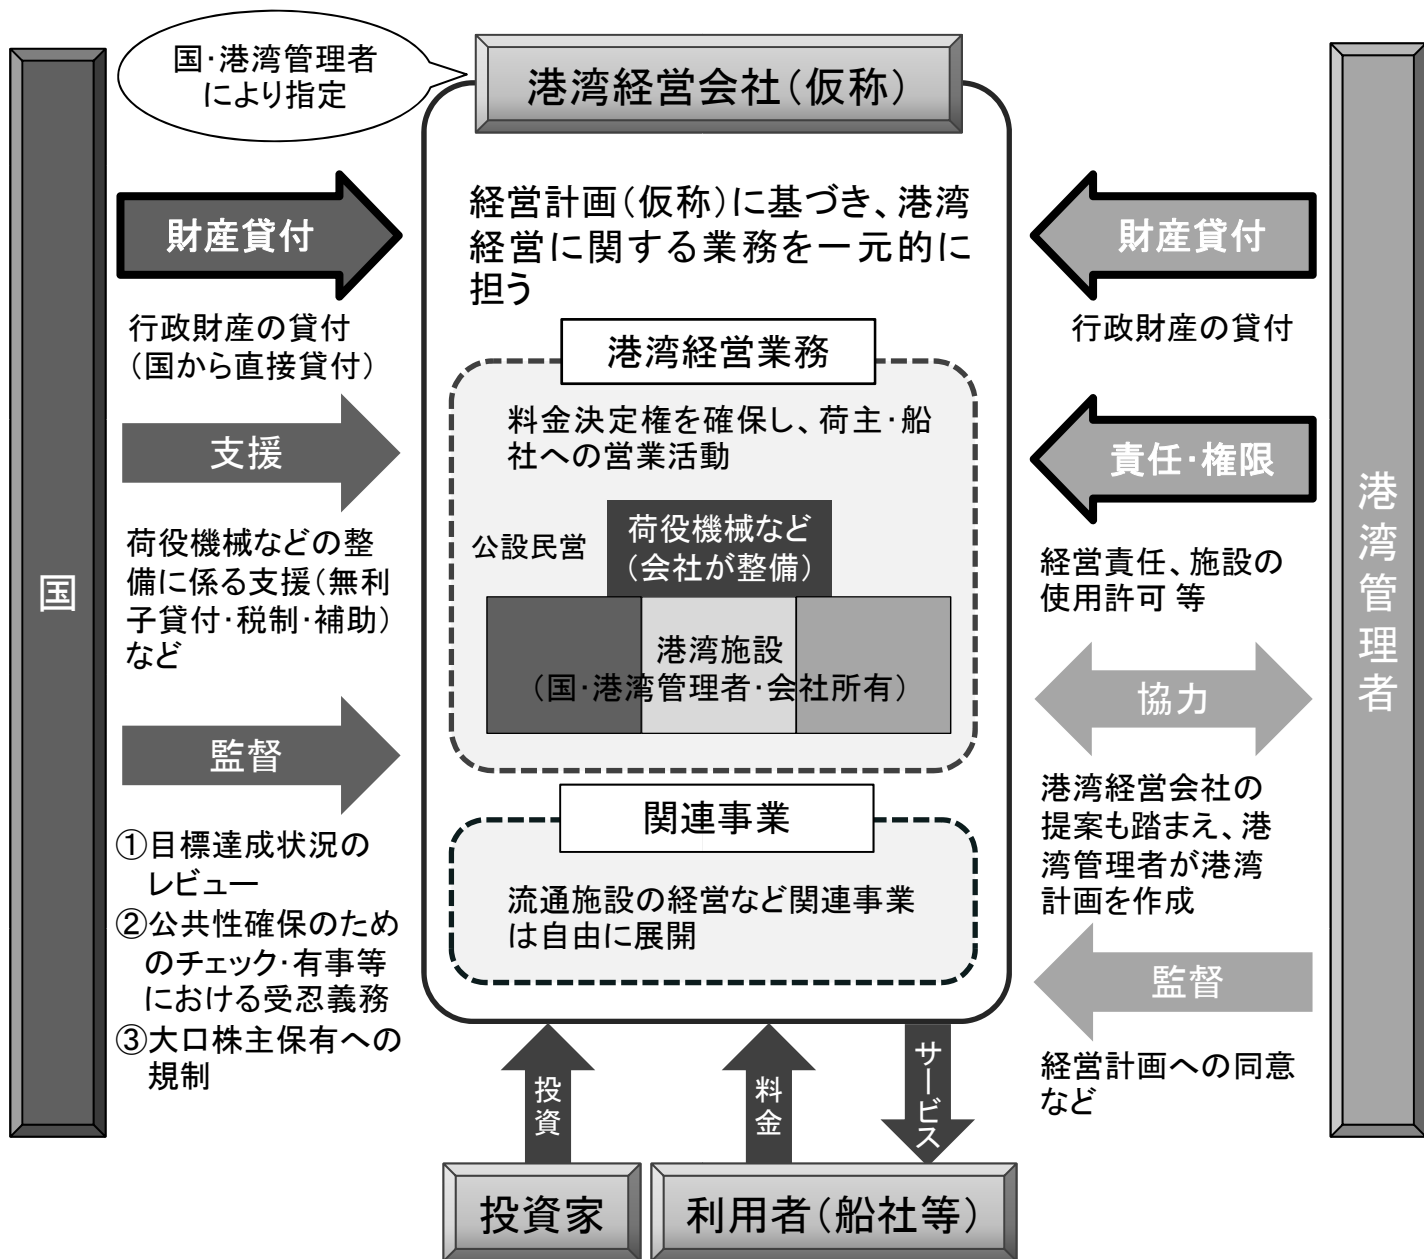 国・港湾管理者
により指定
港湾経営会社（仮称）
国
財産貸付
行政財産の貸付
（国から直接貸付）
支援
荷役機械などの整
備に係る支援（無利
子貸付・税制・補助）
など
監督
①目標達成状況の
レビュー
②公共性確保のため
のチェック・有事等
における受忍義務
③大口株主保有への
規制
経営計画（仮称）に基づき、港湾
経営に関する業務を一元的に
担う
港湾経営業務
料金決定権を確保し、荷主・船
社への営業活動
公設民営
荷役機械など
（会社が整備）
港湾施設
（国・港湾管理者・会社所有）
関連事業
流通施設の経営など関連事業
は自由に展開
財産貸付
行政財産の貸付
責任・権限
経営責任、施設の
使用許可 等
協力
港湾経営会社の
提案も踏まえ、港
湾管理者が港湾
計画を作成
監督
経営計画への同意
など
港湾管理者
投資
料金
サービス
投資家
利用者（船社等）